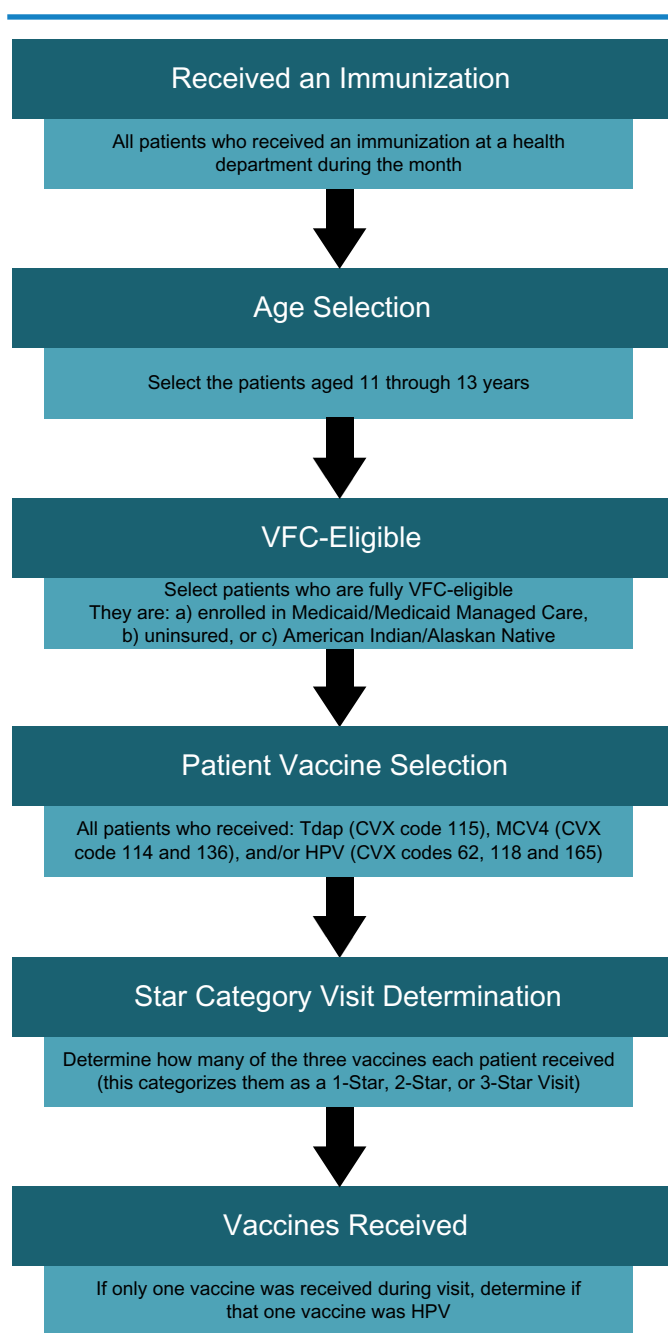 Received an Immunization
All patients who received an immunization at a health
department during the month
Age Selection
Select the patients aged 11 through 13 years
VFC-Eligible
Select patients who are fully VFC-eligible
They are: a) enrolled in Medicaid/Medicaid Managed Care,
b) uninsured, or c) American Indian/Alaskan Native
Patient Vaccine Selection
All patients who received: Tdap (CVX code 115), MCV4 (CVX
code 114 and 136), and/or HPV (CVX codes 62, 118 and 165)
Star Category Visit Determination
Determine how many of the three vaccines each patient received
(this categorizes them as a 1-Star, 2-Star, or 3-Star Visit)
Vaccines Received
If only one vaccine was received during visit, determine if
that one vaccine was HPV